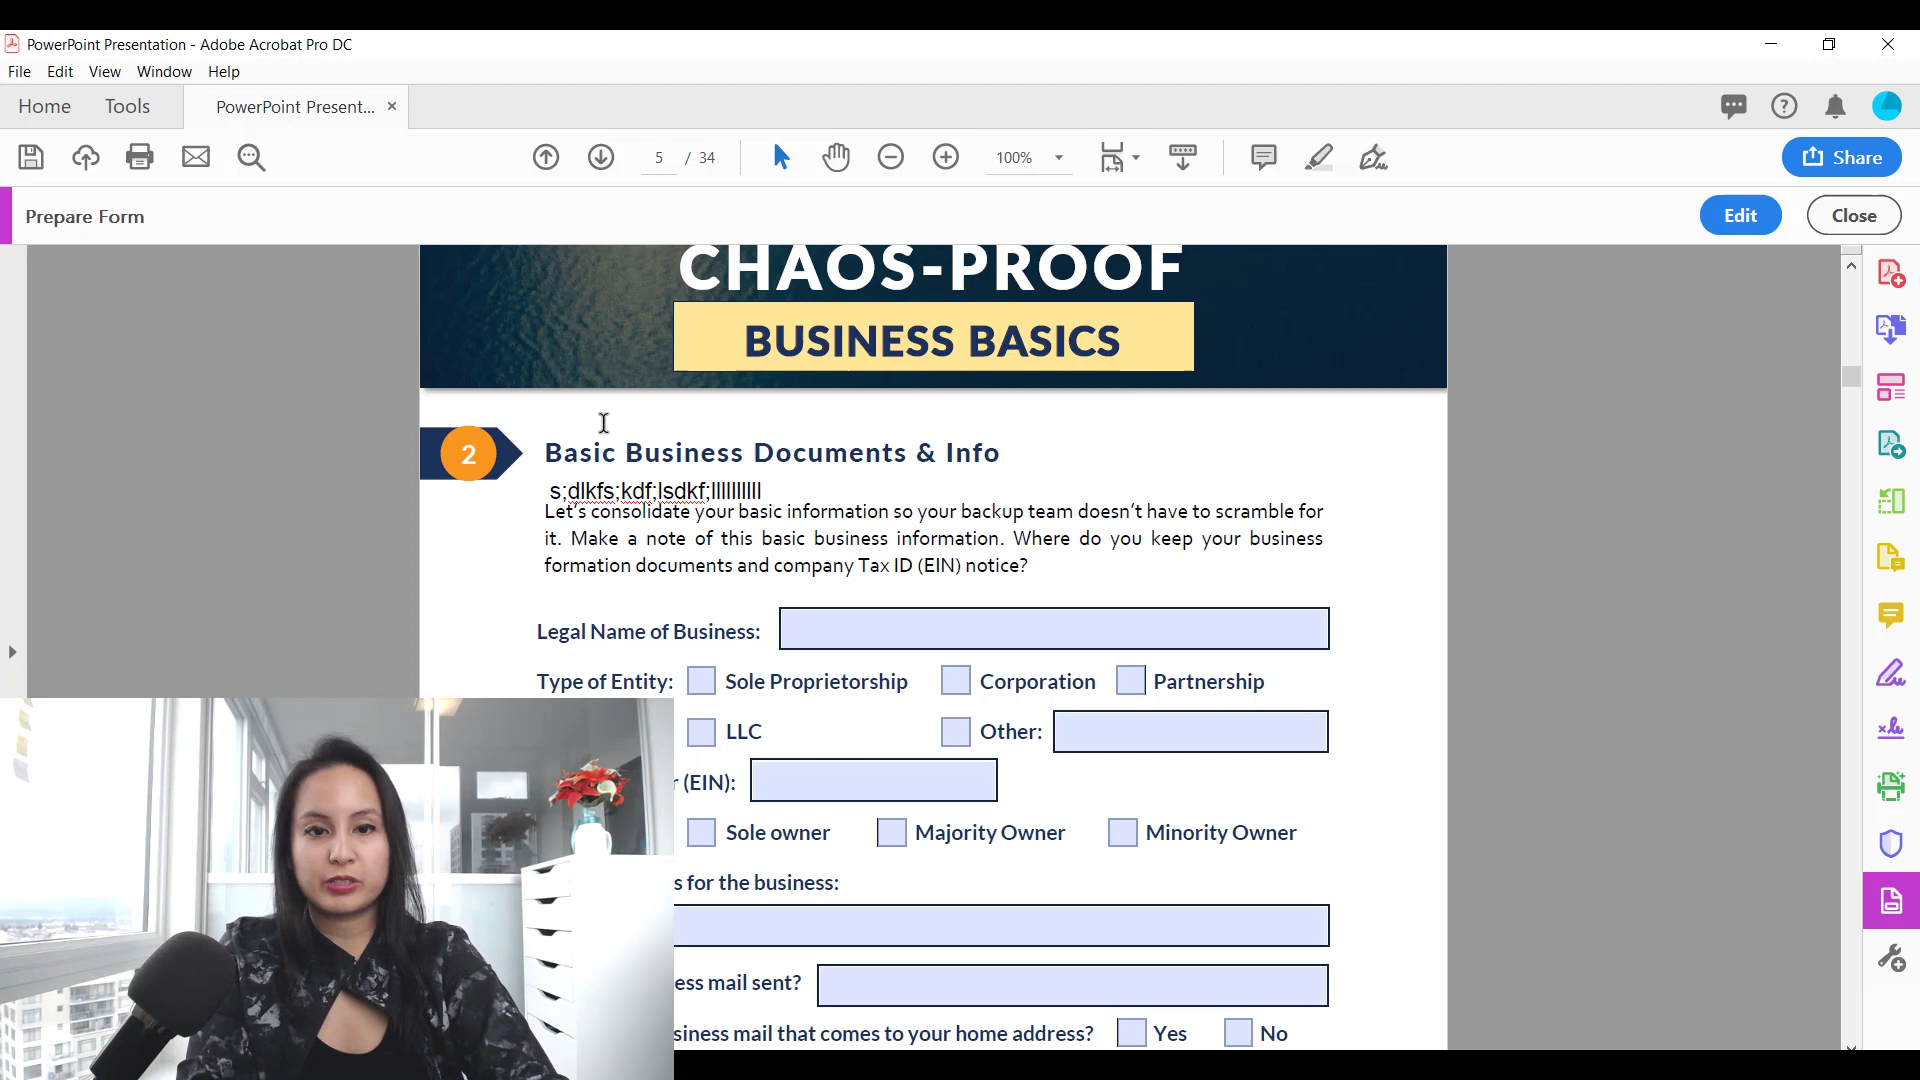 PowerPoint Presentation - Adobe Acrobat Pro DC
File Edit View Window Help
Home Tools PowerPoint Present... ×
5 / 34 100% Share
Prepare Form Edit Close
CHAOS-PROOF
BUSINESS BASICS
2 Basic Business Documents & Info
s;dlkfs;kdf;lsdkf;llllllllll
Let's consolidate your basic information so your backup team doesn't have to scramble for
it. Make a note of this basic business information. Where do you keep your business
formation documents and company Tax ID (EIN) notice?
Legal Name of Business:
Type of Entity: Sole Proprietorship Corporation Partnership
LLC Other:
(EIN):
Sole owner Majority Owner Minority Owner
s for the business:
ess mail sent?
siness mail that comes to your home address? Yes No